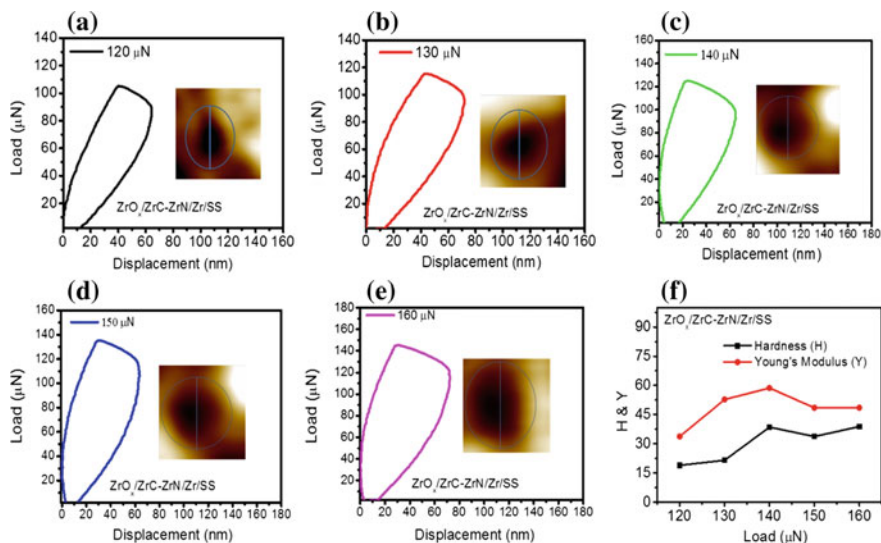 (a)
140
120
100
80
60
40
20
Load (µN)
120 µN
ZrOₓ/ZrC-ZrN/Zr/SS
0 20 40 60 80 100 120 140 160
Displacement (nm)
(b)
140
120
100
80
60
40
20
Load (µN)
130 µN
ZrOₓ/ZrC-ZrN/Zr/SS
0 20 40 60 80 100 120 140 160
Displacement (nm)
(c)
160
140
120
100
80
60
40
20
Load (µN)
140 µN
ZrOₓ/ZrC-ZrN/Zr/SS
0 20 40 60 80 100 120 140 160 180
Displacement (nm)
(d)
160
140
120
100
80
60
40
20
Load (µN)
150 µN
ZrOₓ/ZrC-ZrN/Zr/SS
0 20 40 60 80 100 120 140 160 180
Displacement (nm)
(e)
180
160
140
120
100
80
60
40
20
Load (µN)
160 µN
ZrOₓ/ZrC-ZrN/Zr/SS
0 20 40 60 80 100 120 140 160 180
Displacement (nm)
(f)
90
75
60
45
30
15
0
H & Y
ZrOₓ/ZrC-ZrN/Zr/SS
Hardness (H)
Young's Modulus (Y)
120 130 140 150 160
Load (µN)